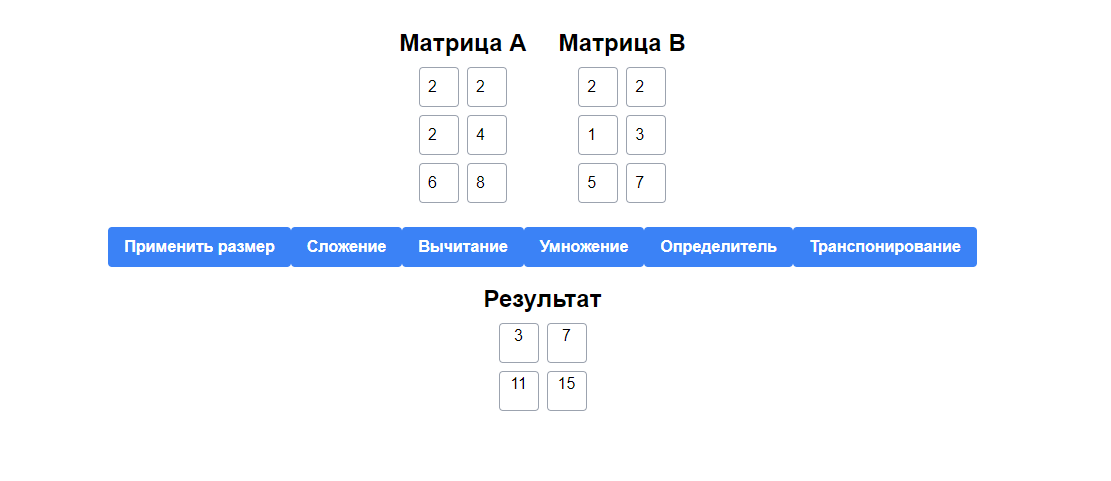 Матрица A Матрица B
2 2 2 2
2 4 1 3
6 8 5 7
Применить размер Сложение Вычитание Умножение Определитель Транспонирование
Результат
3 7
11 15